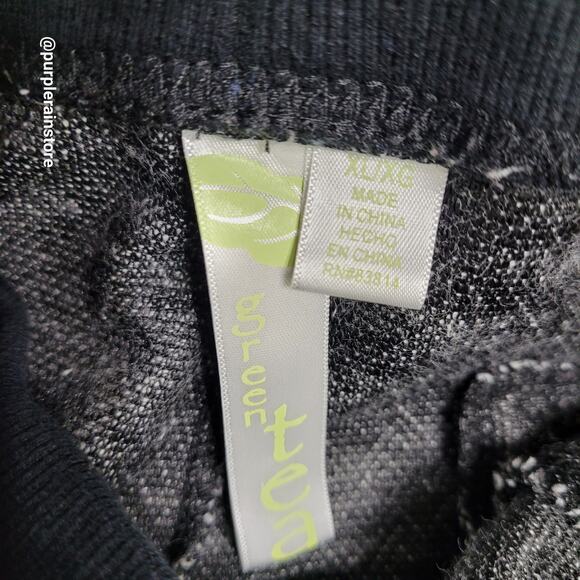 @purplerainstore
XL/XG
MADE
IN CHINA
HECHO
EN CHINA
RN#83814
green
tea